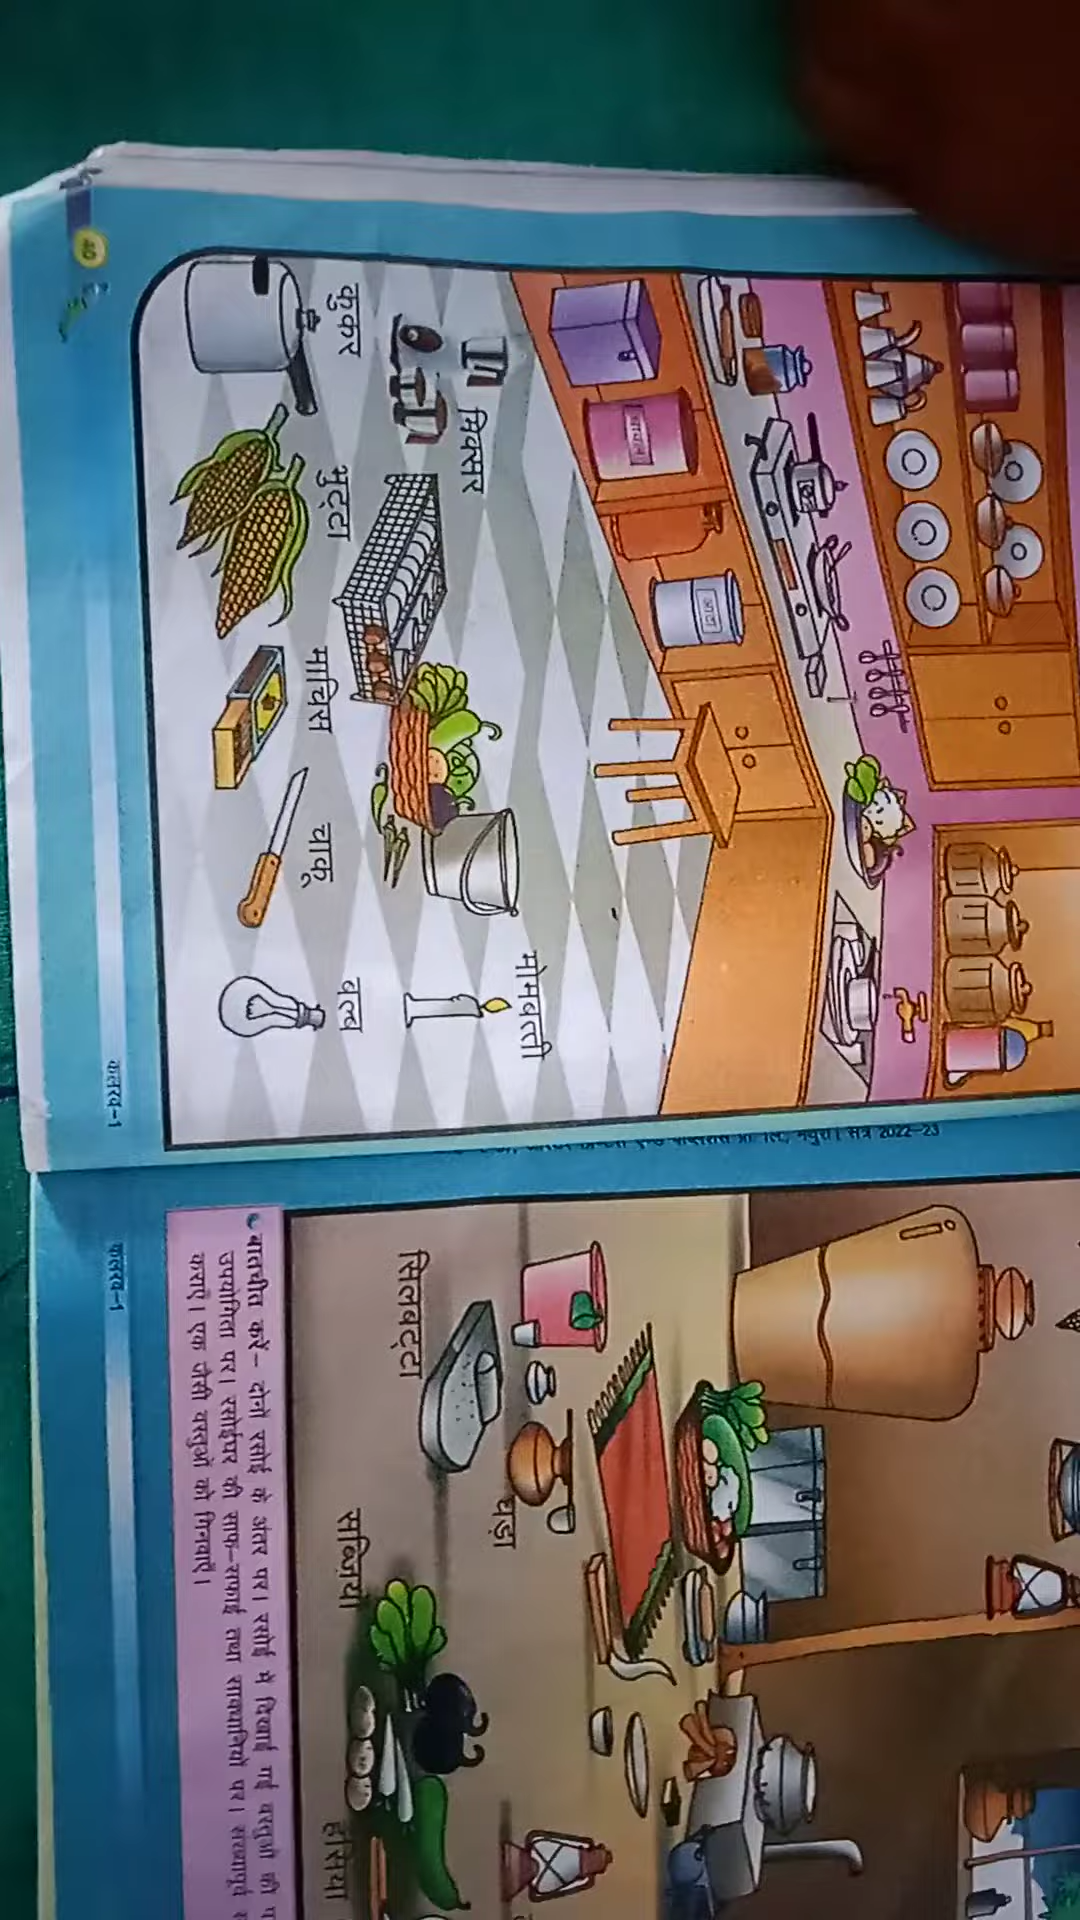 कुकर
मिक्सर
भुट्टा
माचिस
चाकू
बल्ब
मोमबत्ती
चावल
आटा
40
कलरव-1
सत्र 2022-23
सिलबट्टा
घड़ा
सब्ज़ियाँ
हँसिया
बातचीत करें- दोनों रसोई के अंतर पर। रसोई में दिखाई गई वस्तुओं की
उपयोगिता पर। रसोईघर की साफ-सफाई तथा सावधानियों पर।
कराएँ। एक जैसी वस्तुओं को गिनवाएँ।
कलरव-1